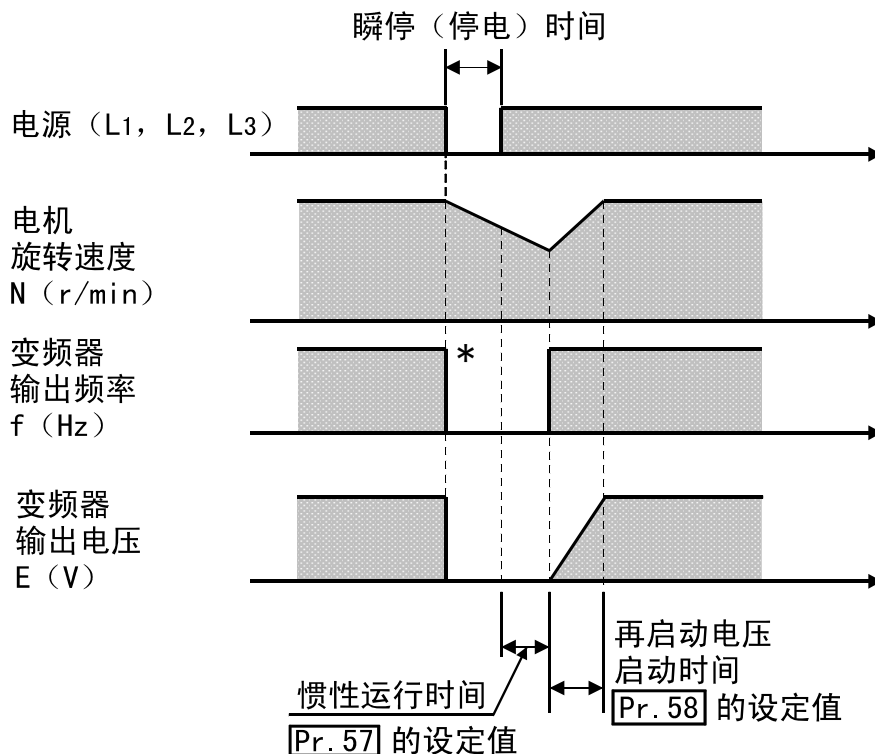 瞬停（停电）时间
电源（L1，L2，L3）
电机
旋转速度
N（r/min）
变频器
输出频率
f（Hz）
*
变频器
输出电压
E（V）
再启动电压
启动时间
Pr.58 的设定值
惯性运行时间
Pr.57 的设定值